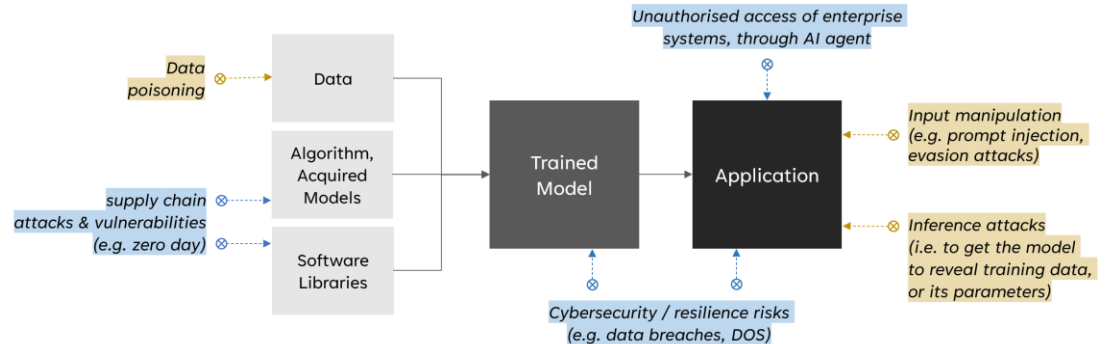 Unauthorised access of enterprise
systems, through AI agent
Data
poisoning
Data
Algorithm,
Acquired
Models
supply chain
attacks & vulnerabilities
(e.g. zero day)
Software
Libraries
Trained
Model
Application
Input manipulation
(e.g. prompt injection,
evasion attacks)
Inference attacks
(i.e. to get the model
to reveal training data,
or its parameters)
Cybersecurity / resilience risks
(e.g. data breaches, DOS)